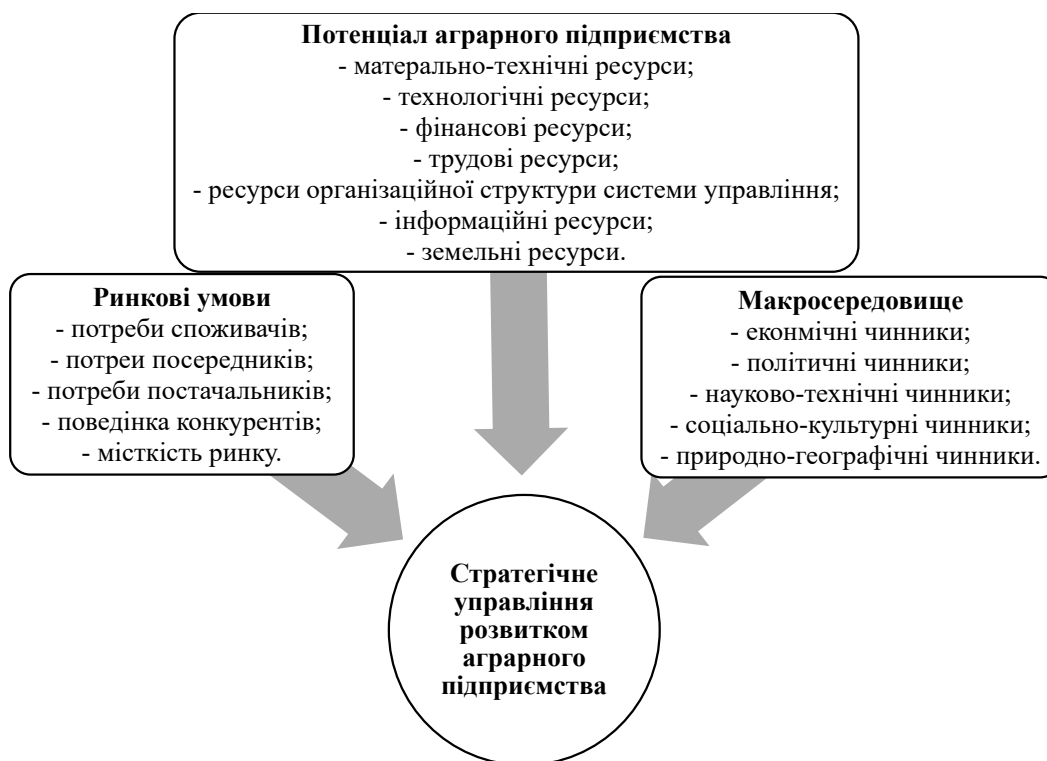 Потенціал аграрного підприємства
- матерально-технічні ресурси;
- технологічні ресурси;
- фінансові ресурси;
- трудові ресурси;
- ресурси організаційної структури системи управління;
- інформаційні ресурси;
- земельні ресурси.
Ринкові умови
- потреби споживачів;
- потреи посередників;
- потреби постачальників;
- поведінка конкурентів;
- місткість ринку.
Макросередовище
- еконмічні чинники;
- політичні чинники;
- науково-технічні чинники;
- соціально-культурні чинники;
- природно-географічні чинники.
Стратегічне
управління
розвитком
аграрного
підприємства